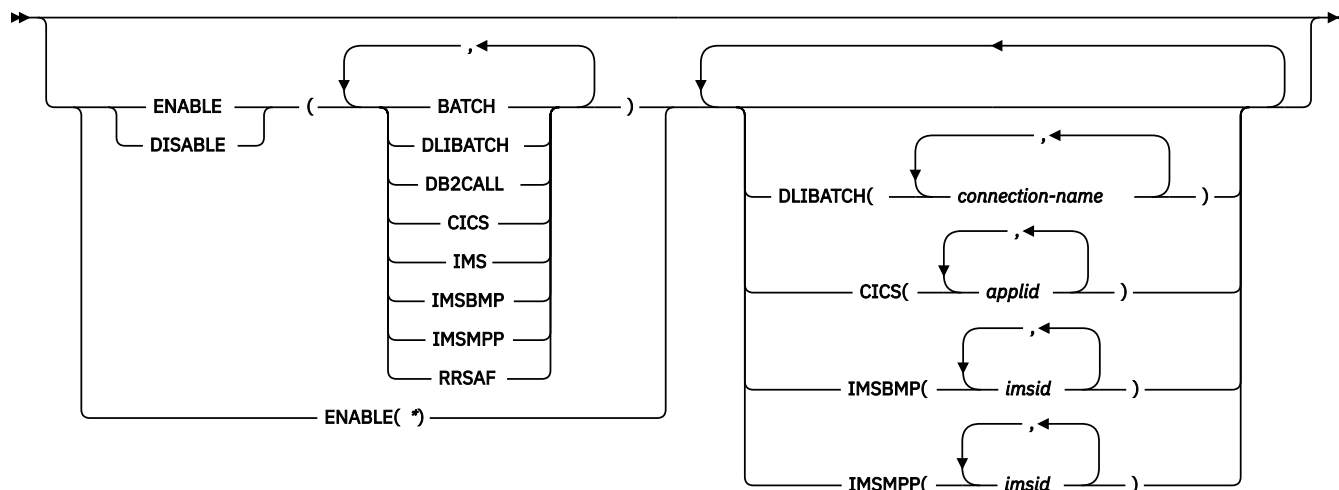 ,
ENABLE ( BATCH )
DISABLE
DLIBATCH
DB2CALL
CICS
IMS
IMSBMP
IMSMPP
RRSAF
ENABLE( *)
,
DLIBATCH( connection-name )
,
CICS( applid )
,
IMSBMP( imsid )
,
IMSMPP( imsid )